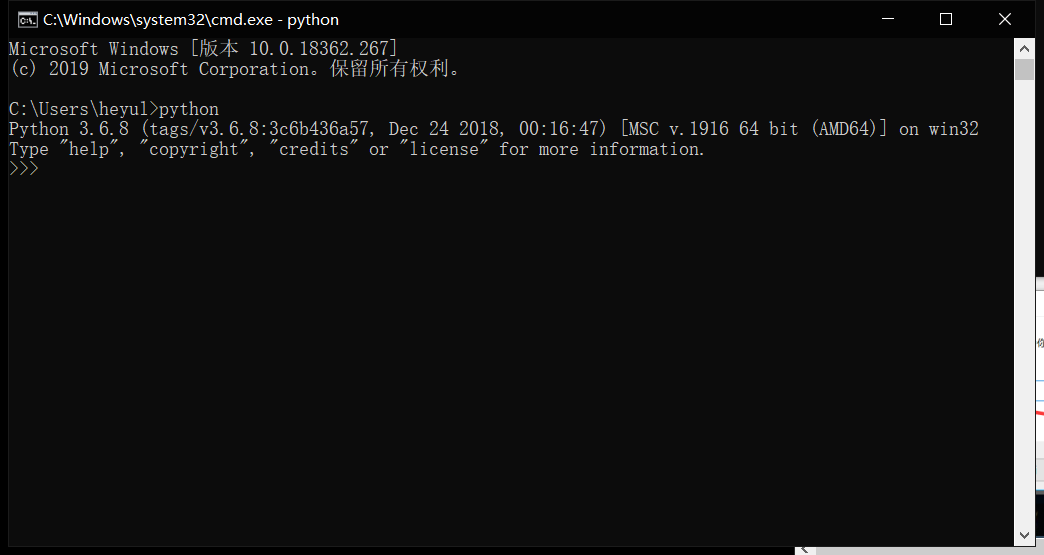 C:\Windows\system32\cmd.exe - python
Microsoft Windows [版本 10.0.18362.267]
(c) 2019 Microsoft Corporation。保留所有权利。
C:\Users\heyul>python
Python 3.6.8 (tags/v3.6.8:3c6b436a57, Dec 24 2018, 00:16:47) [MSC v.1916 64 bit (AMD64)] on win32
Type "help", "copyright", "credits" or "license" for more information.
>>>
你